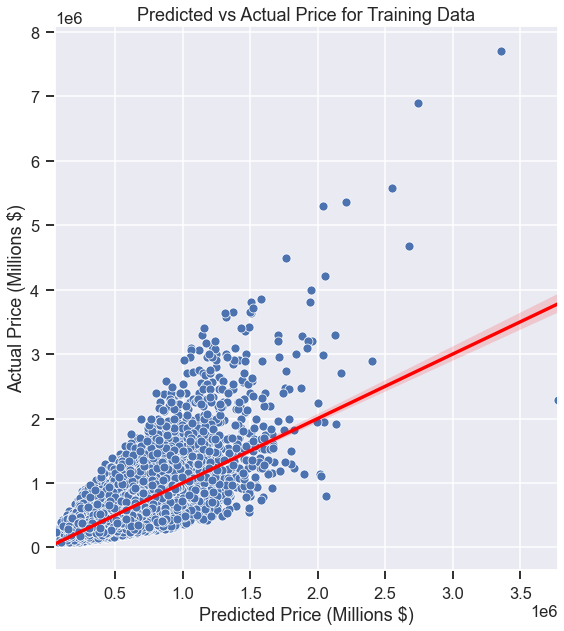 Predicted vs Actual Price for Training Data
1e6
8
7
6
5
4
3
2
1
0
Actual Price (Millions $)
0.5 1.0 1.5 2.0 2.5 3.0 3.5
Predicted Price (Millions $)
1e6